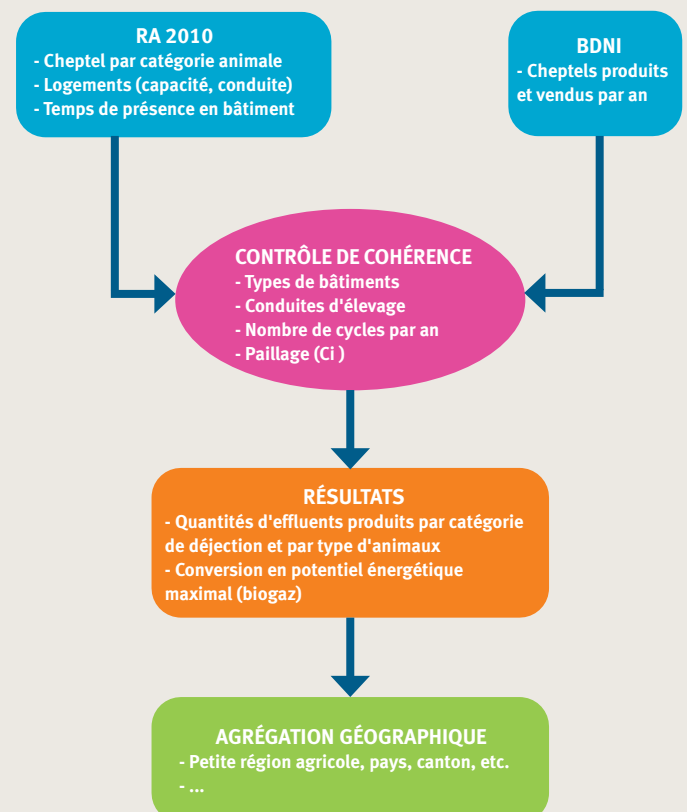 RA 2010
- Cheptel par catégorie animale
- Logements (capacité, conduite)
- Temps de présence en bâtiment
BDNI
- Cheptels produits
et vendus par an
CONTRÔLE DE COHÉRENCE
- Types de bâtiments
- Conduites d'élevage
- Nombre de cycles par an
- Paillage (Ci )
RÉSULTATS
- Quantités d'effluents produits par catégorie
de déjection et par type d'animaux
- Conversion en potentiel énergétique
maximal (biogaz)
AGRÉGATION GÉOGRAPHIQUE
- Petite région agricole, pays, canton, etc.
- ...